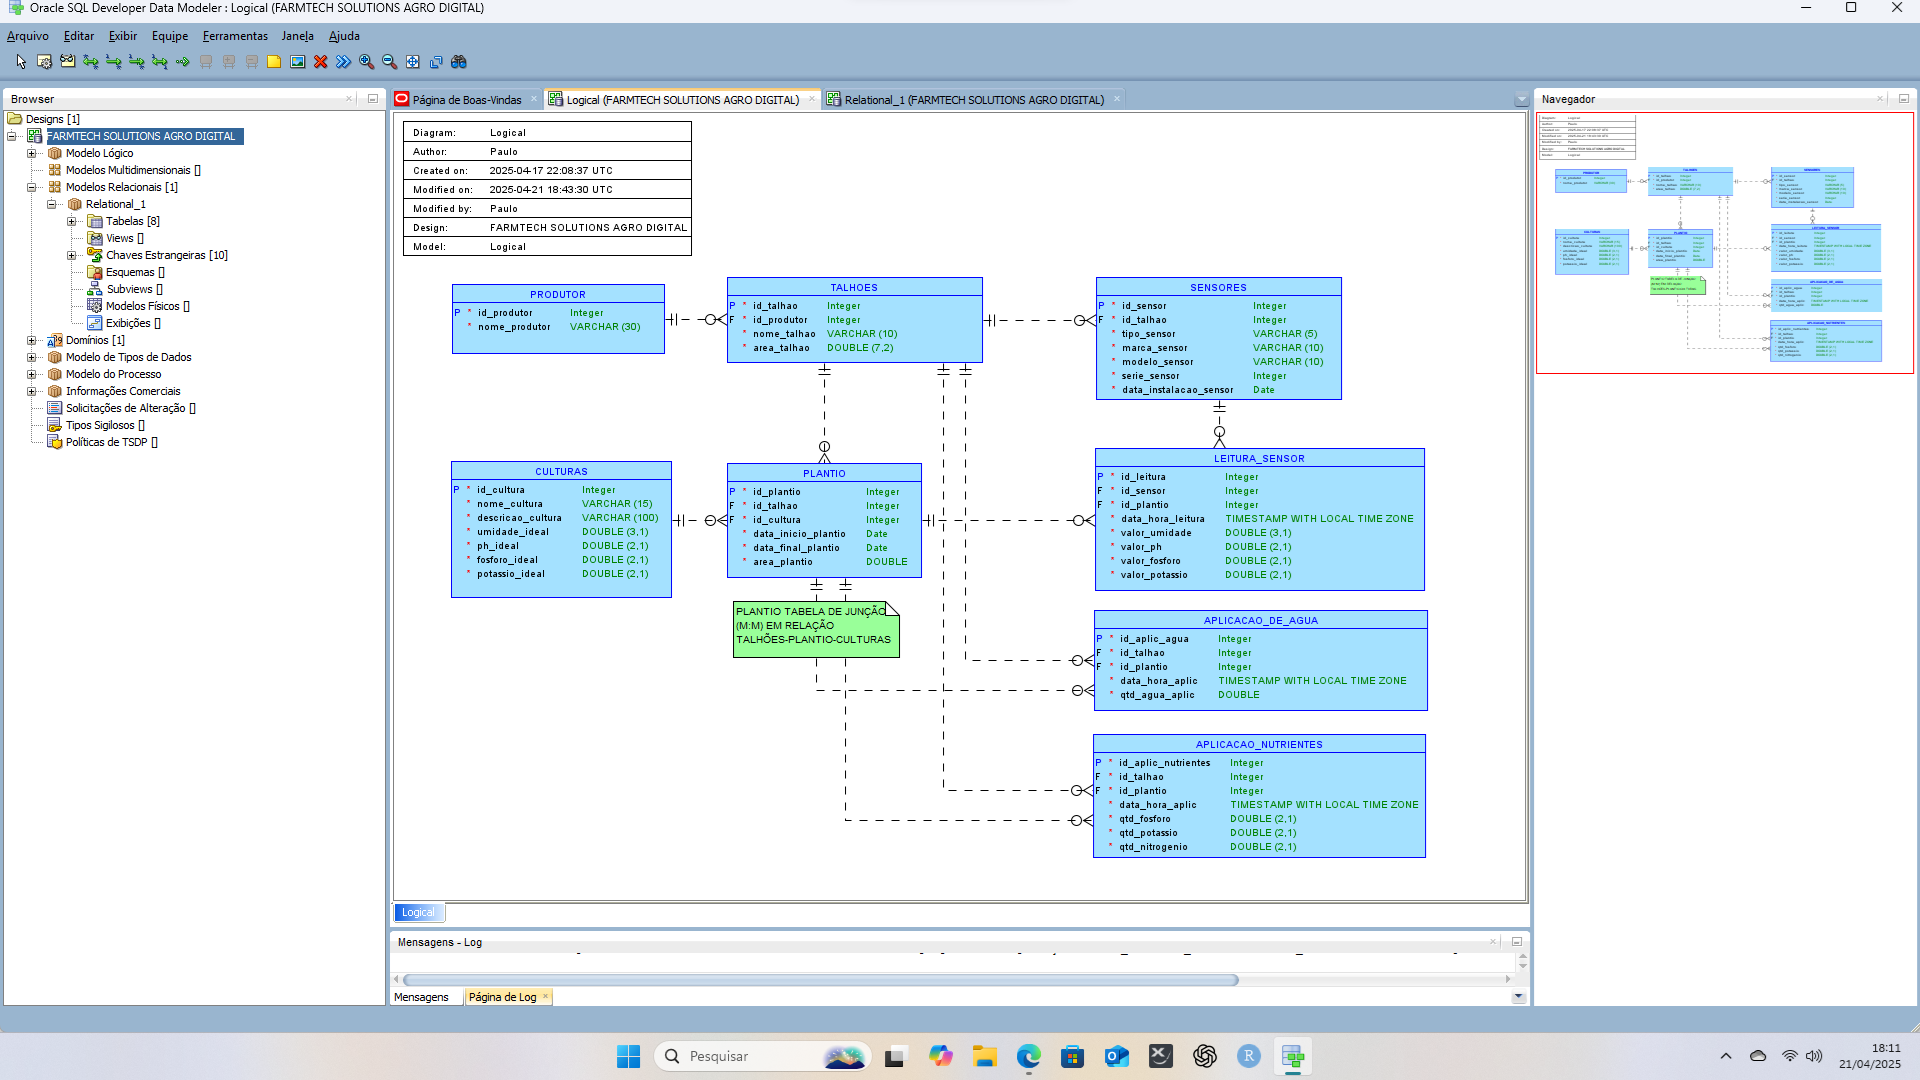 Oracle SQL Developer Data Modeler : Logical (FARMTECH SOLUTIONS AGRO DIGITAL)
Arquivo Editar Exibir Equipe Ferramentas Janela Ajuda
Browser
Designs [1]
FARMTECH SOLUTIONS AGRO DIGITAL
Modelo Lógico
Modelos Multidimensionais []
Modelos Relacionais [1]
Relational_1
Tabelas [8]
Views []
Chaves Estrangeiras [10]
Esquemas []
Subviews []
Modelos Físicos []
Exibições []
Domínios [1]
Modelo de Tipos de Dados
Modelo do Processo
Informações Comerciais
Solicitações de Alteração []
Tipos Sigilosos []
Políticas de TSDP []
Página de Boas-Vindas
Logical (FARMTECH SOLUTIONS AGRO DIGITAL)
Relational_1 (FARMTECH SOLUTIONS AGRO DIGITAL)
Diagram: Logical
Author: Paulo
Created on: 2025-04-17 22:08:37 UTC
Modified on: 2025-04-21 18:43:30 UTC
Modified by: Paulo
Design: FARMTECH SOLUTIONS AGRO DIGITAL
Model: Logical
PRODUTOR
P * id_produtor Integer
* nome_produtor VARCHAR (30)
TALHOES
P * id_talhao Integer
F * id_produtor Integer
* nome_talhao VARCHAR (10)
* area_talhao DOUBLE (7,2)
SENSORES
P * id_sensor Integer
F * id_talhao Integer
* tipo_sensor VARCHAR (5)
* marca_sensor VARCHAR (10)
* modelo_sensor VARCHAR (10)
* serie_sensor Integer
* data_instalacao_sensor Date
CULTURAS
P * id_cultura Integer
* nome_cultura VARCHAR (15)
* descricao_cultura VARCHAR (100)
* umidade_ideal DOUBLE (3,1)
* ph_ideal DOUBLE (2,1)
* fosforo_ideal DOUBLE (2,1)
* potassio_ideal DOUBLE (2,1)
PLANTIO
P * id_plantio Integer
F * id_talhao Integer
F * id_cultura Integer
* data_inicio_plantio Date
* data_final_plantio Date
* area_plantio DOUBLE
LEITURA_SENSOR
P * id_leitura Integer
F * id_sensor Integer
F * id_plantio Integer
* data_hora_leitura TIMESTAMP WITH LOCAL TIME ZONE
* valor_umidade DOUBLE (3,1)
* valor_ph DOUBLE (2,1)
* valor_fosforo DOUBLE (2,1)
* valor_potassio DOUBLE (2,1)
PLANTIO TABELA DE JUNÇÃO
(M:M) EM RELAÇÃO
TALHÕES-PLANTIO-CULTURAS
APLICACAO_DE_AGUA
P * id_aplic_agua Integer
F * id_talhao Integer
F * id_plantio Integer
* data_hora_aplic TIMESTAMP WITH LOCAL TIME ZONE
* qtd_agua_aplic DOUBLE
APLICACAO_NUTRIENTES
P * id_aplic_nutrientes Integer
F * id_talhao Integer
F * id_plantio Integer
* data_hora_aplic TIMESTAMP WITH LOCAL TIME ZONE
* qtd_fosforo DOUBLE (2,1)
* qtd_potassio DOUBLE (2,1)
* qtd_nitrogenio DOUBLE (2,1)
Logical
Mensagens - Log
Mensagens
Página de Log
Navegador
Pesquisar
18:11
21/04/2025